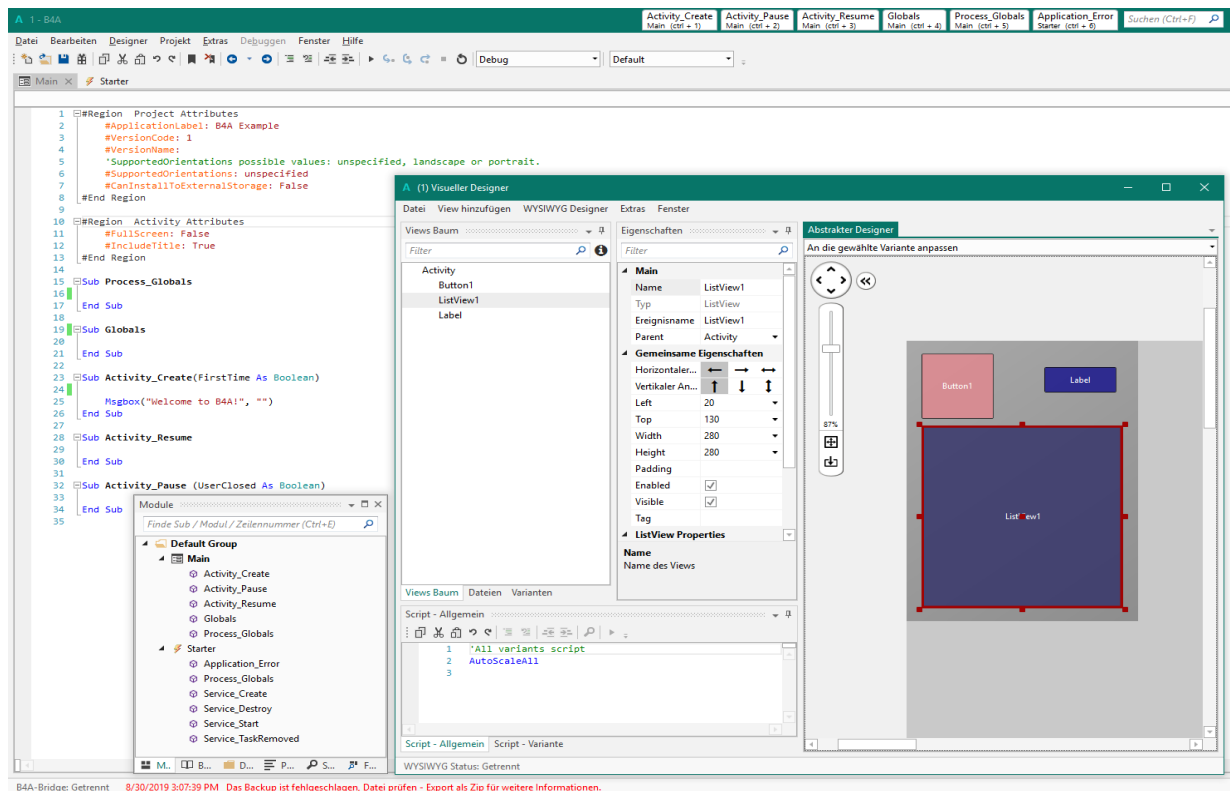 1 - B4A
Activity_Create Main (ctrl + 1)
Activity_Pause Main (ctrl + 2)
Activity_Resume Main (ctrl + 3)
Globals Main (ctrl + 4)
Process_Globals Main (ctrl + 5)
Application_Error Starter (ctrl + 6)
Suchen (Ctrl+F)
Datei Bearbeiten Designer Projekt Extras Debuggen Fenster Hilfe
Debug Default
Main Starter
1 #Region Project Attributes
2 #ApplicationLabel: B4A Example
3 #VersionCode: 1
4 #VersionName:
5 'SupportedOrientations possible values: unspecified, landscape or portrait.
6 #SupportedOrientations: unspecified
7 #CanInstallToExternalStorage: False
8 #End Region
9
10 #Region Activity Attributes
11 #FullScreen: False
12 #IncludeTitle: True
13 #End Region
14
15 Sub Process_Globals
16
17 End Sub
18
19 Sub Globals
20
21 End Sub
22
23 Sub Activity_Create(FirstTime As Boolean)
24
25 Msgbox("Welcome to B4A!", "")
26 End Sub
27
28 Sub Activity_Resume
29
30 End Sub
31
32 Sub Activity_Pause (UserClosed As Boolean)
33
34 End Sub
35
Module
Finde Sub / Modul / Zeilennummer (Ctrl+E)
Default Group
Main
Activity_Create
Activity_Pause
Activity_Resume
Globals
Process_Globals
Starter
Application_Error
Process_Globals
Service_Create
Service_Destroy
Service_Start
Service_TaskRemoved
M.. B... D... P... S... F...
(1) Visueller Designer
Datei View hinzufügen WYSIWYG Designer Extras Fenster
Views Baum
Filter
Activity
Button1
ListView1
Label
Views Baum Dateien Varianten
Eigenschaften
Filter
Main
Name ListView1
Typ ListView
Ereignisname ListView1
Parent Activity
Gemeinsame Eigenschaften
Horizontaler...
Vertikaler An...
Left 20
Top 130
Width 280
Height 280
Padding
Enabled
Visible
Tag
ListView Properties
Name
Name des Views
Script - Allgemein
1 'All variants script
2 AutoScaleAll
3
Script - Allgemein Script - Variante
WYSIWYG Status: Getrennt
Abstrakter Designer
An die gewählte Variante anpassen
87%
Button1
Label
ListView1
B4A-Bridge: Getrennt 8/30/2019 3:07:39 PM Das Backup ist fehlgeschlagen, Datei prüfen - Export als Zip für weitere Informationen.